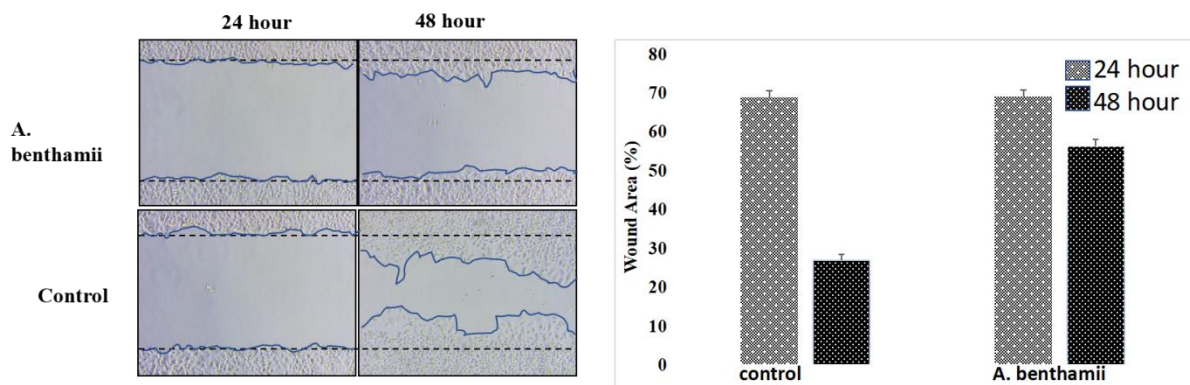 24 hour
48 hour
A.
benthamii
Control
80
70
60
50
40
30
20
10
0
Wound Area (%)
24 hour
48 hour
control
A. benthamii